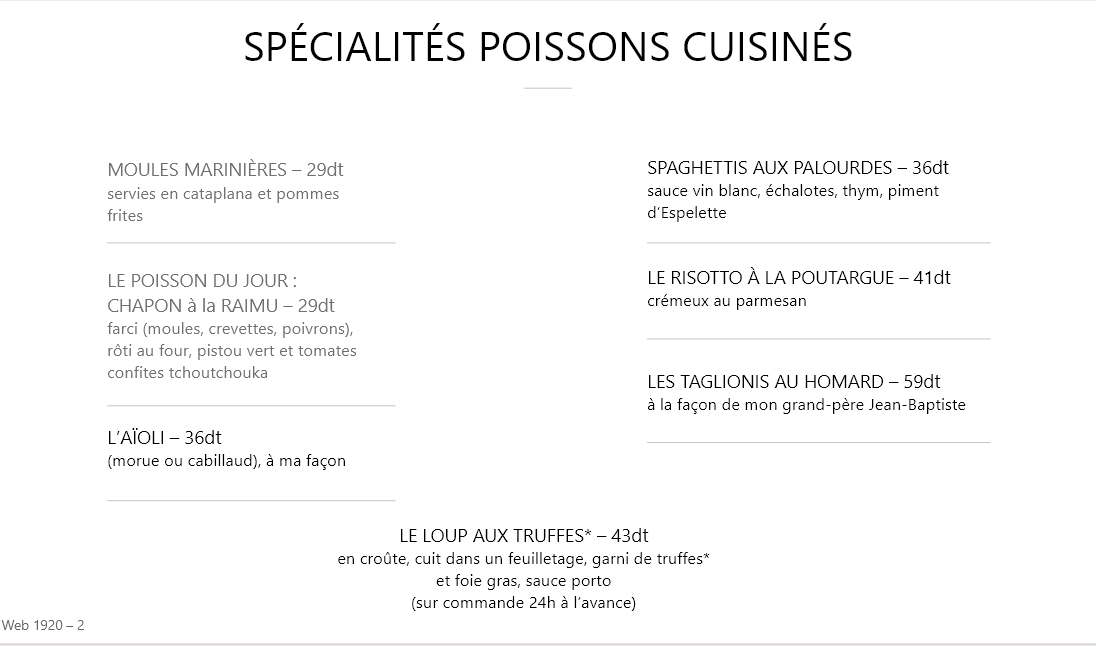 SPÉCIALITÉS POISSONS CUISINÉS
MOULES MARINIÈRES – 29dt
servies en cataplana et pommes
frites
LE POISSON DU JOUR :
CHAPON à la RAIMU – 29dt
farci (moules, crevettes, poivrons),
rôti au four, pistou vert et tomates
confites tchoutchouka
L’AÏOLI – 36dt
(morue ou cabillaud), à ma façon
SPAGHETTIS AUX PALOURDES – 36dt
sauce vin blanc, échalotes, thym, piment
d’Espelette
LE RISOTTO À LA POUTARGUE – 41dt
crémeux au parmesan
LES TAGLIONIS AU HOMARD – 59dt
à la façon de mon grand-père Jean-Baptiste
LE LOUP AUX TRUFFES* – 43dt
en croûte, cuit dans un feuilletage, garni de truffes*
et foie gras, sauce porto
(sur commande 24h à l’avance)
Web 1920 – 2